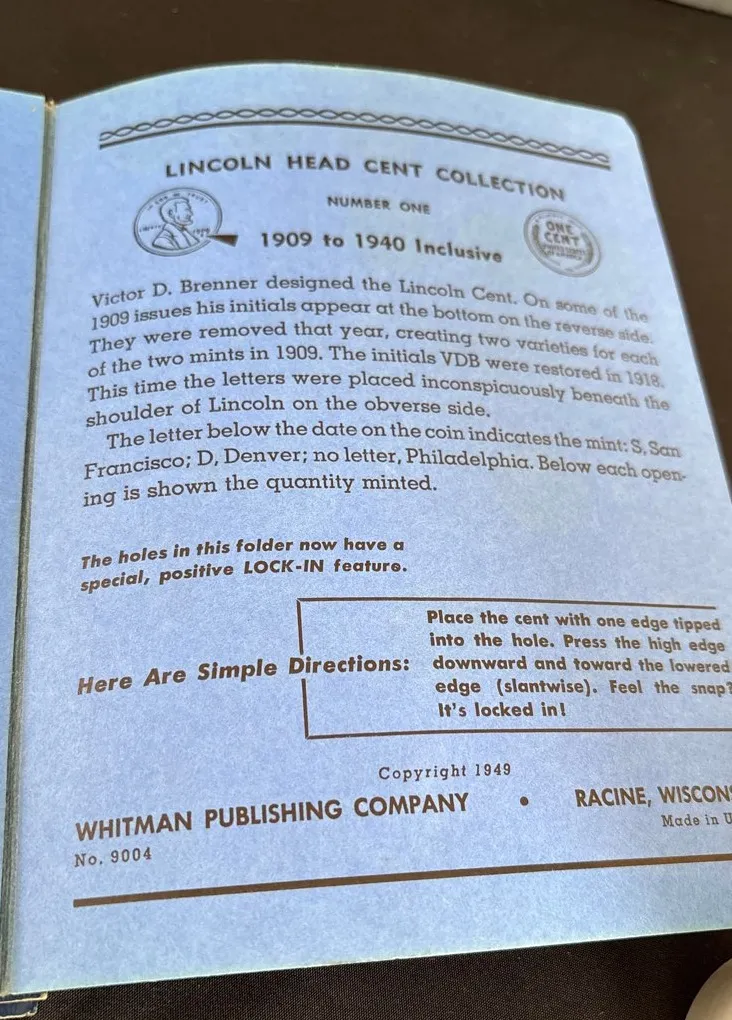 LINCOLN HEAD CENT COLLECTION
NUMBER ONE
1909 to 1940 Inclusive
ONE
CENT
Victor D. Brenner designed the Lincoln Cent. On some of the
1909 issues his initials appear at the bottom on the reverse side.
They were removed that year, creating two varieties for each
of the two mints in 1909. The initials VDB were restored in 1918.
This time the letters were placed inconspicuously beneath the
shoulder of Lincoln on the obverse side.
The letter below the date on the coin indicates the mint: S, San
Francisco; D, Denver; no letter, Philadelphia. Below each open-
ing is shown the quantity minted.
The holes in this folder now have a
special, positive LOCK-IN feature.
Here Are Simple Directions:
Place the cent with one edge tipped
into the hole. Press the high edge
downward and toward the lowered
edge (slantwise). Feel the snap?
It's locked in!
Copyright 1949
WHITMAN PUBLISHING COMPANY • RACINE, WISCONS
No. 9004
Made in U